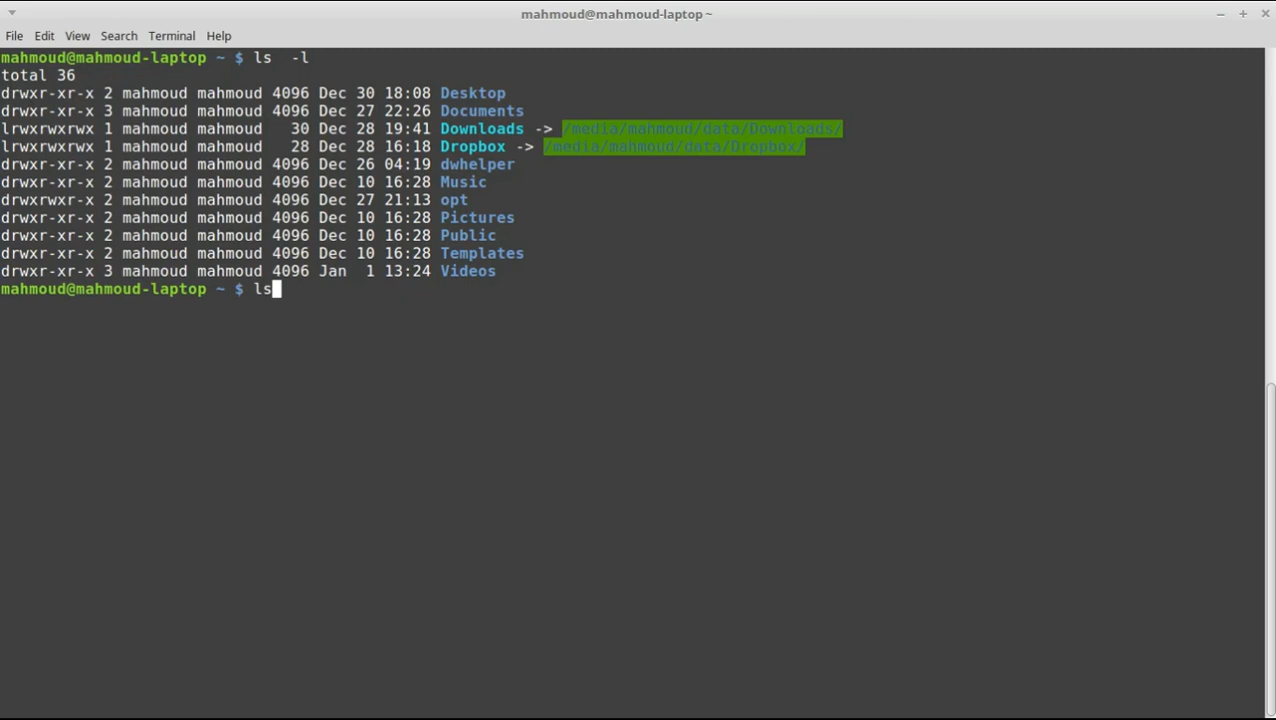 mahmoud@mahmoud-laptop ~
File Edit View Search Terminal Help
mahmoud@mahmoud-laptop ~ $ ls  -l
total 36
drwxr-xr-x 2 mahmoud mahmoud 4096 Dec 30 18:08 Desktop
drwxr-xr-x 3 mahmoud mahmoud 4096 Dec 27 22:26 Documents
lrwxrwxrwx 1 mahmoud mahmoud   30 Dec 28 19:41 Downloads -> /media/mahmoud/data/Downloads/
lrwxrwxrwx 1 mahmoud mahmoud   28 Dec 28 16:18 Dropbox -> /media/mahmoud/data/Dropbox/
drwxr-xr-x 2 mahmoud mahmoud 4096 Dec 26 04:19 dwhelper
drwxr-xr-x 2 mahmoud mahmoud 4096 Dec 10 16:28 Music
drwxr-xr-x 2 mahmoud mahmoud 4096 Dec 27 21:13 opt
drwxr-xr-x 2 mahmoud mahmoud 4096 Dec 10 16:28 Pictures
drwxr-xr-x 2 mahmoud mahmoud 4096 Dec 10 16:28 Public
drwxr-xr-x 2 mahmoud mahmoud 4096 Dec 10 16:28 Templates
drwxr-xr-x 3 mahmoud mahmoud 4096 Jan  1 13:24 Videos
mahmoud@mahmoud-laptop ~ $ ls